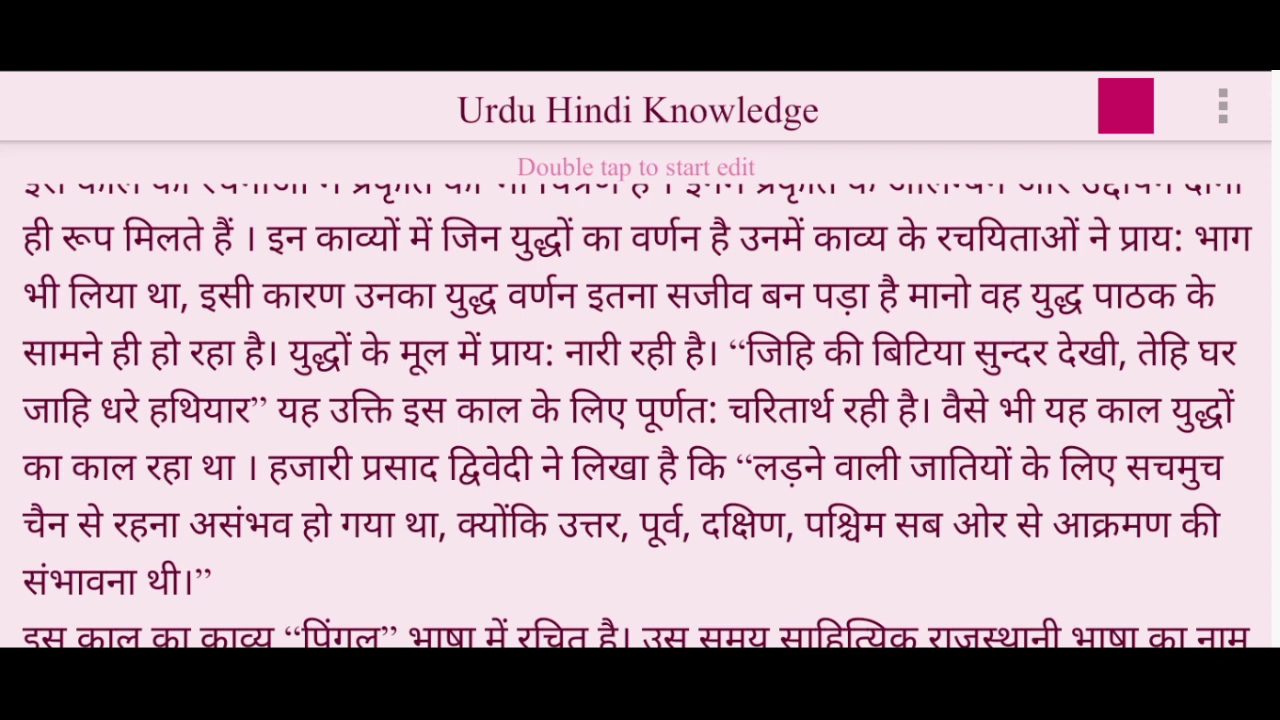 Urdu Hindi Knowledge
Double tap to start edit
ही रूप मिलते हैं । इन काव्यों में जिन युद्धों का वर्णन है उनमें काव्य के रचयिताओं ने प्राय: भाग
भी लिया था, इसी कारण उनका युद्ध वर्णन इतना सजीव बन पड़ा है मानो वह युद्ध पाठक के
सामने ही हो रहा है। युद्धों के मूल में प्राय: नारी रही है। “जिहि की बिटिया सुन्दर देखी, तेहि घर
जाहि धरे हथियार” यह उक्ति इस काल के लिए पूर्णत: चरितार्थ रही है। वैसे भी यह काल युद्धों
का काल रहा था । हजारी प्रसाद द्विवेदी ने लिखा है कि “लड़ने वाली जातियों के लिए सचमुच
चैन से रहना असंभव हो गया था, क्योंकि उत्तर, पूर्व, दक्षिण, पश्चिम सब ओर से आक्रमण की
संभावना थी।”
इस काल का काव्य “पिंगल” भाषा में रचित है। उस समय साहित्यिक राजस्थानी भाषा का नाम